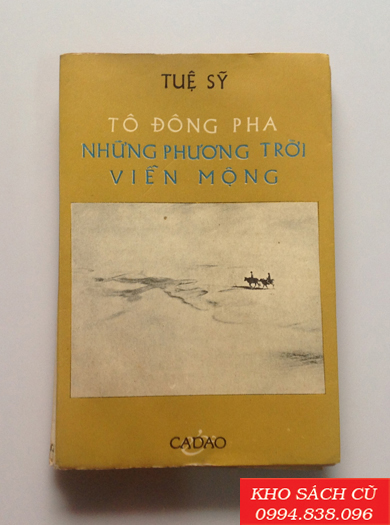 TUỆ SỸ
TÔ ĐÔNG PHA
NHỮNG PHƯƠNG TRỜI
VIỄN MỘNG
CADAO
KHO SÁCH CŨ
0994.838.096